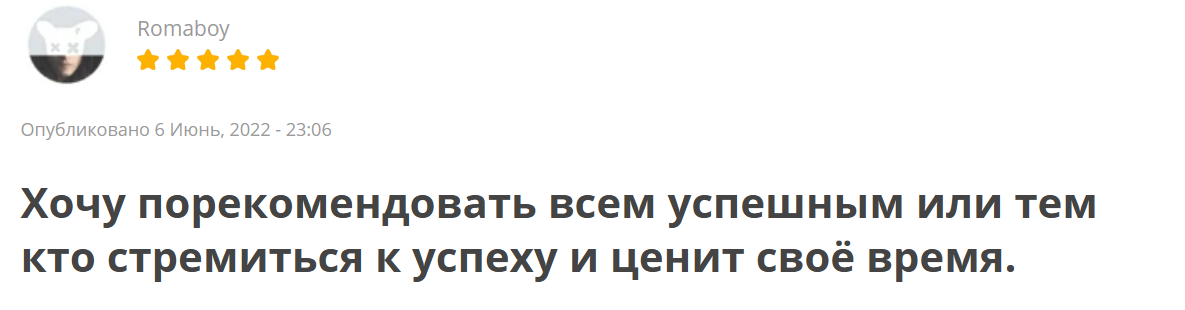 Romaboy
Опубликовано 6 Июнь, 2022 - 23:06
Хочу порекомендовать всем успешным или тем
кто стремиться к успеху и ценит своё время.